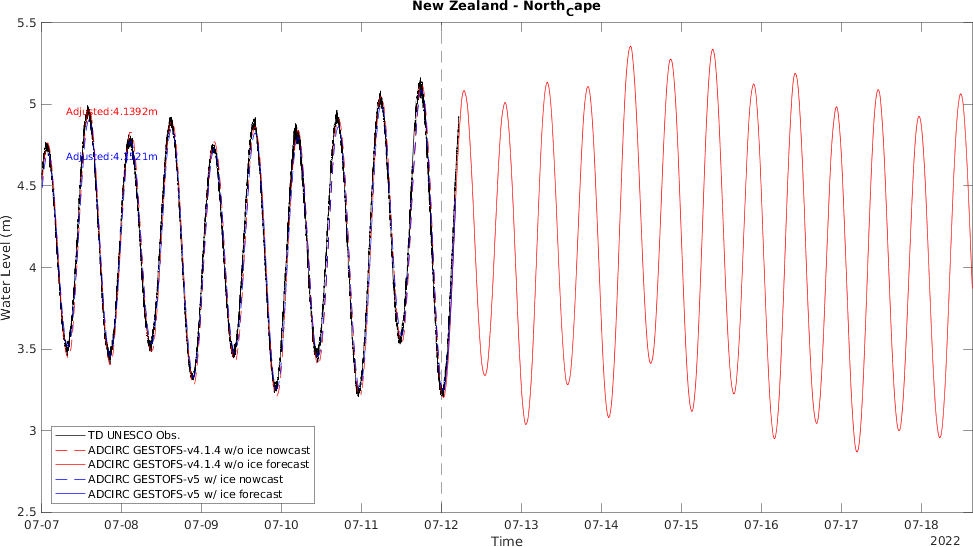 New Zealand - North_Cape
5.5
5
4.5
4
3.5
3
2.5
Water Level (m)
Adjusted:4.1392m
Adjusted:4.1521m
TD UNESCO Obs.
ADCIRC GESTOFS-v4.1.4 w/o ice nowcast
ADCIRC GESTOFS-v4.1.4 w/o ice forecast
ADCIRC GESTOFS-v5 w/ ice nowcast
ADCIRC GESTOFS-v5 w/ ice forecast
07-07 07-08 07-09 07-10 07-11 07-12 07-13 07-14 07-15 07-16 07-17 07-18
Time
2022